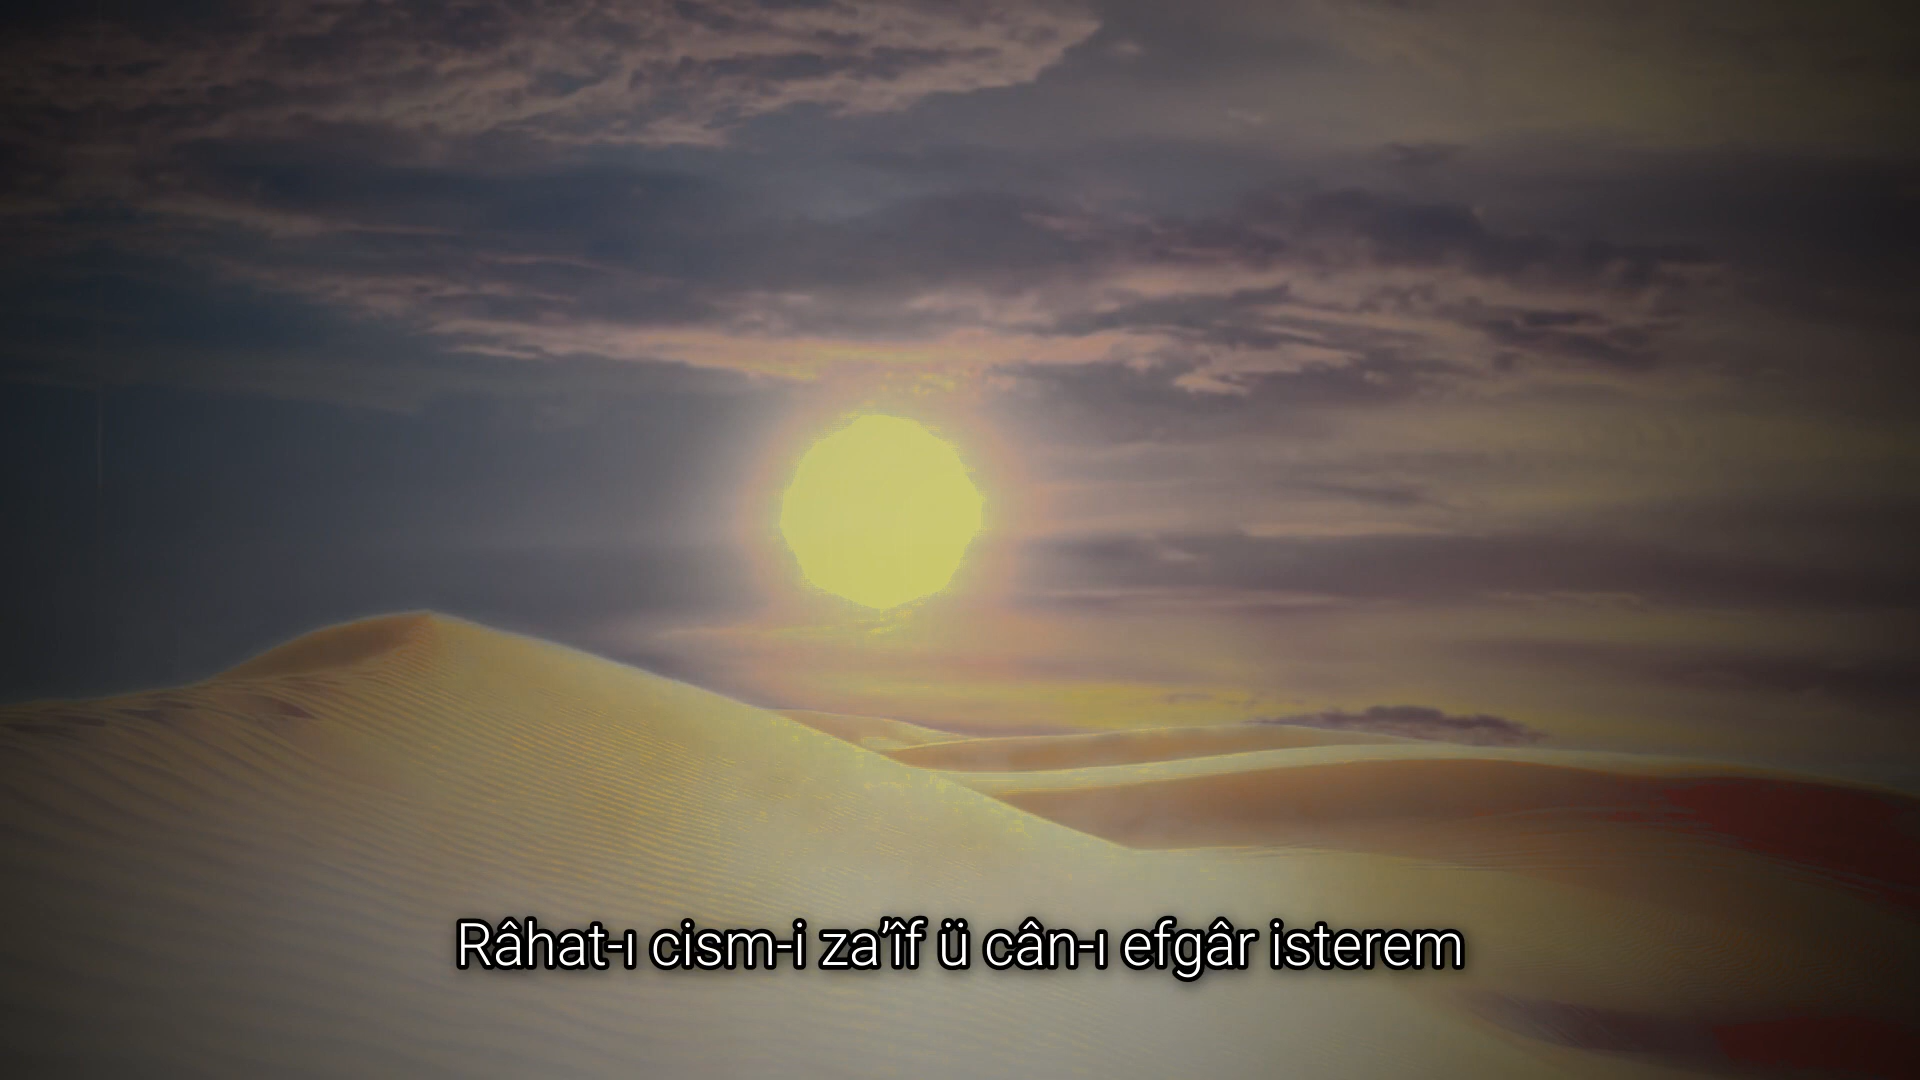 Râhat-ı cism-i za’îf ü cân-ı efgâr isterem